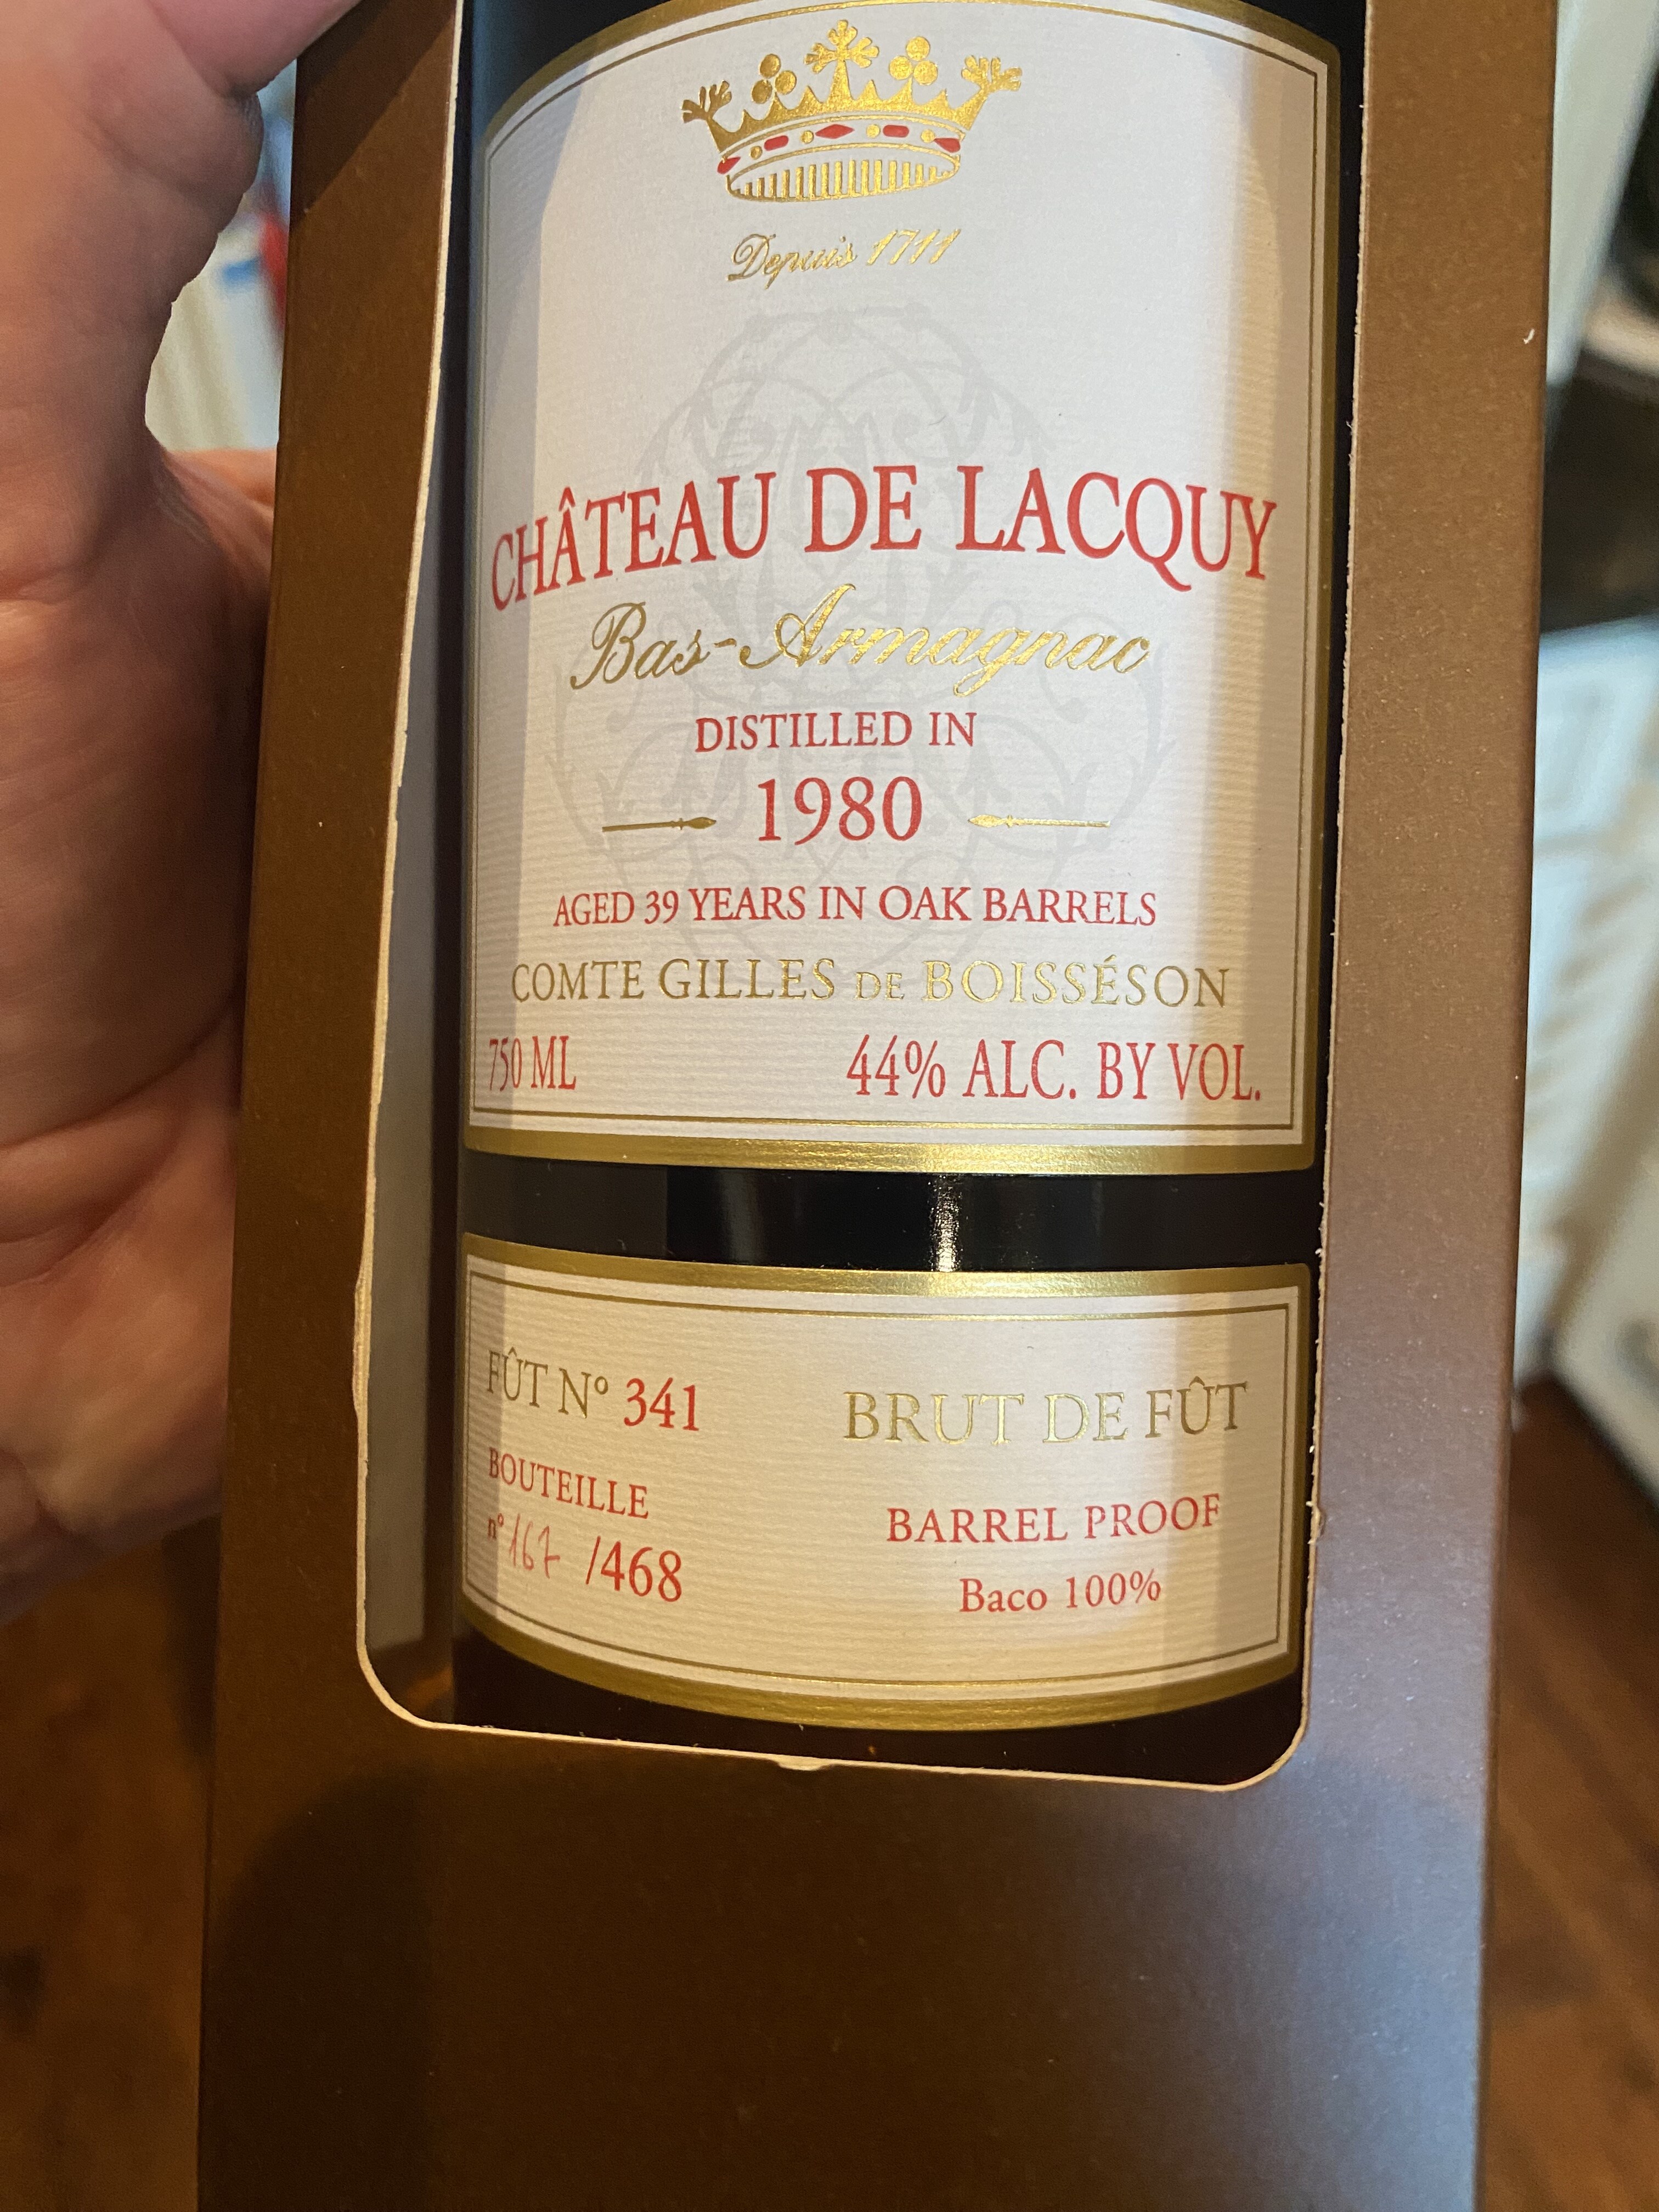 Depuis 1711
CHÂTEAU DE LACQUY
Bas-Armagnac
DISTILLED IN
1980
AGED 39 YEARS IN OAK BARRELS
COMTE GILLES DE BOISSÉSON
750 ML 44% ALC. BY VOL.
FÛT Nº 341
BOUTEILLE
nº 167 /468
BRUT DE FÛT
BARREL PROOF
Baco 100%